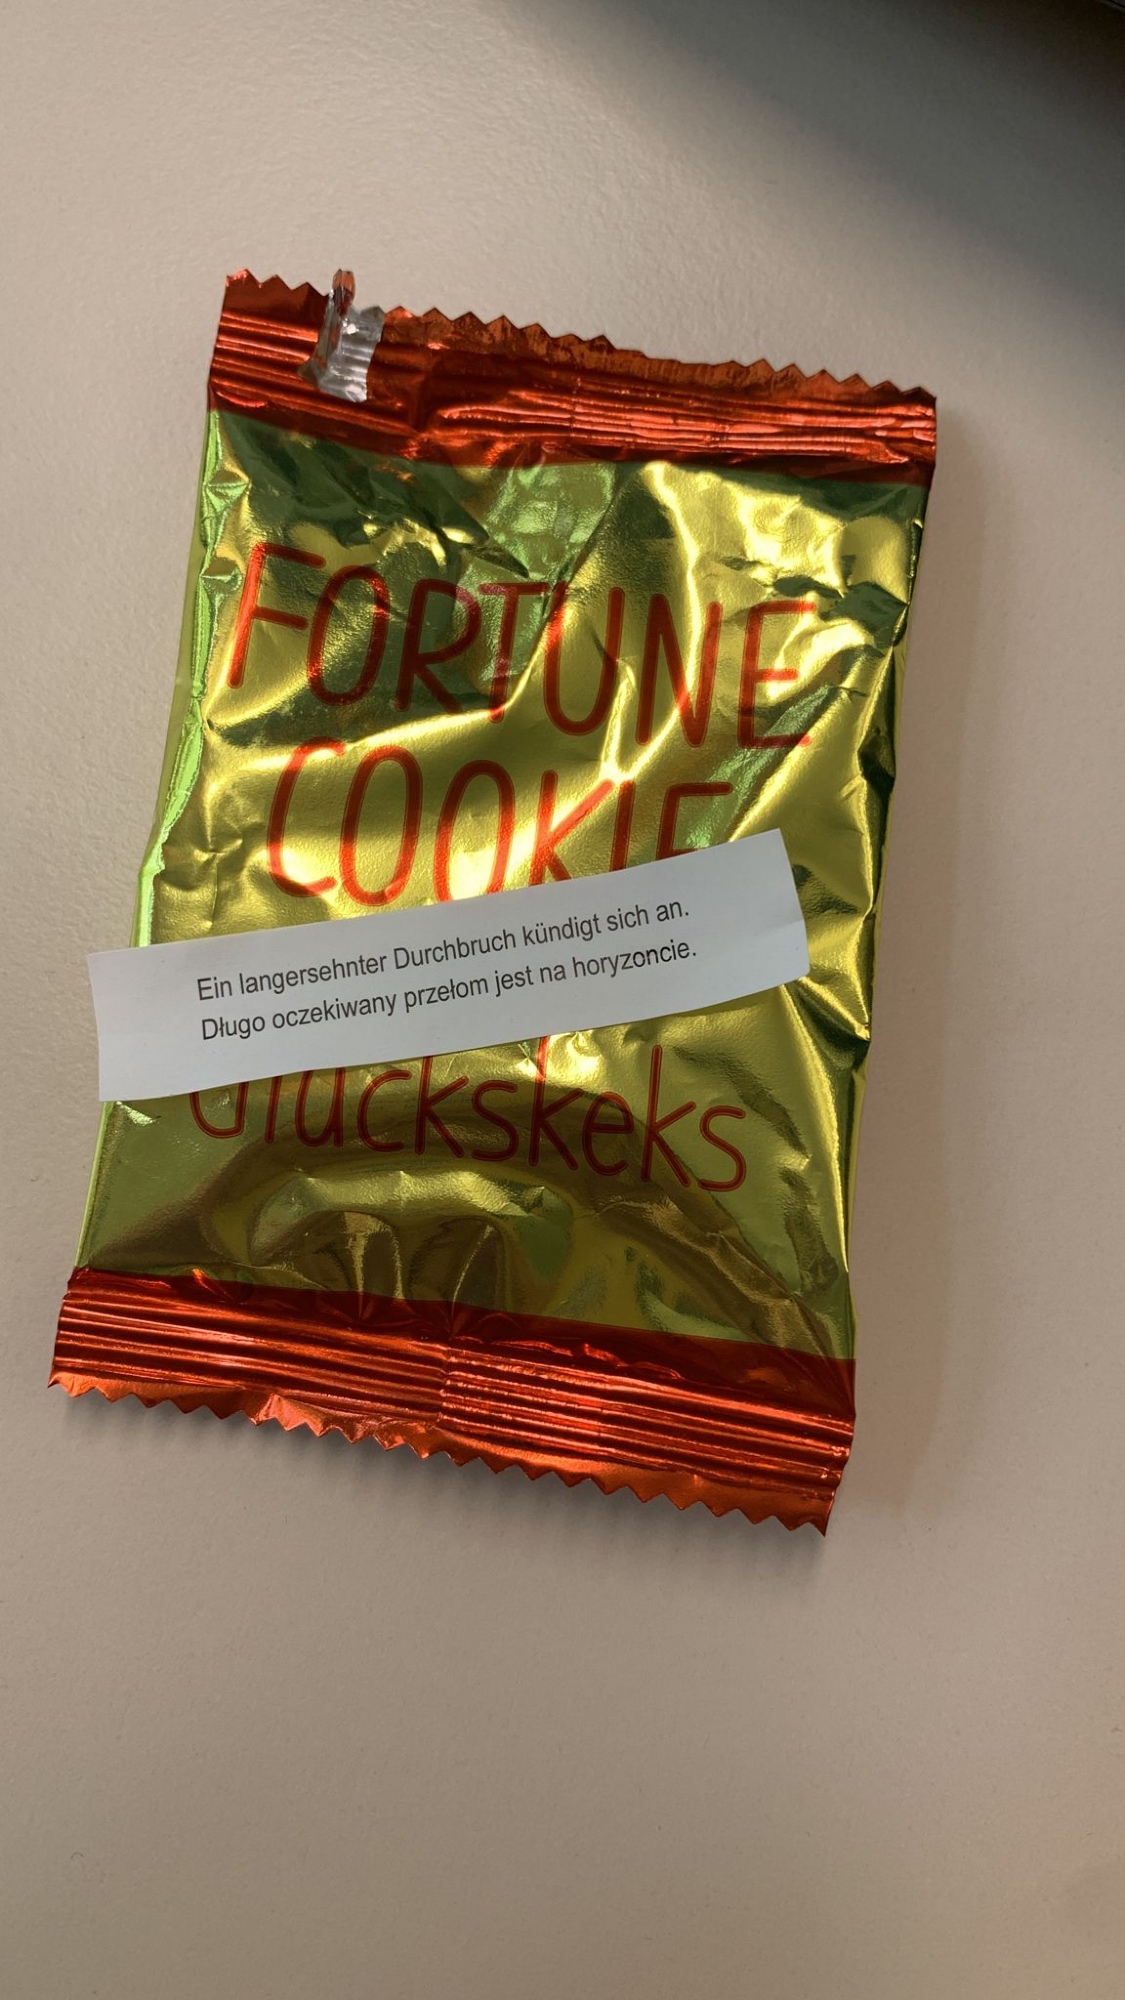 FORTUNE
COOKIE
Ein langersehnter Durchbruch kündigt sich an.
Długo oczekiwany przełom jest na horyzoncie.
Glückskeks